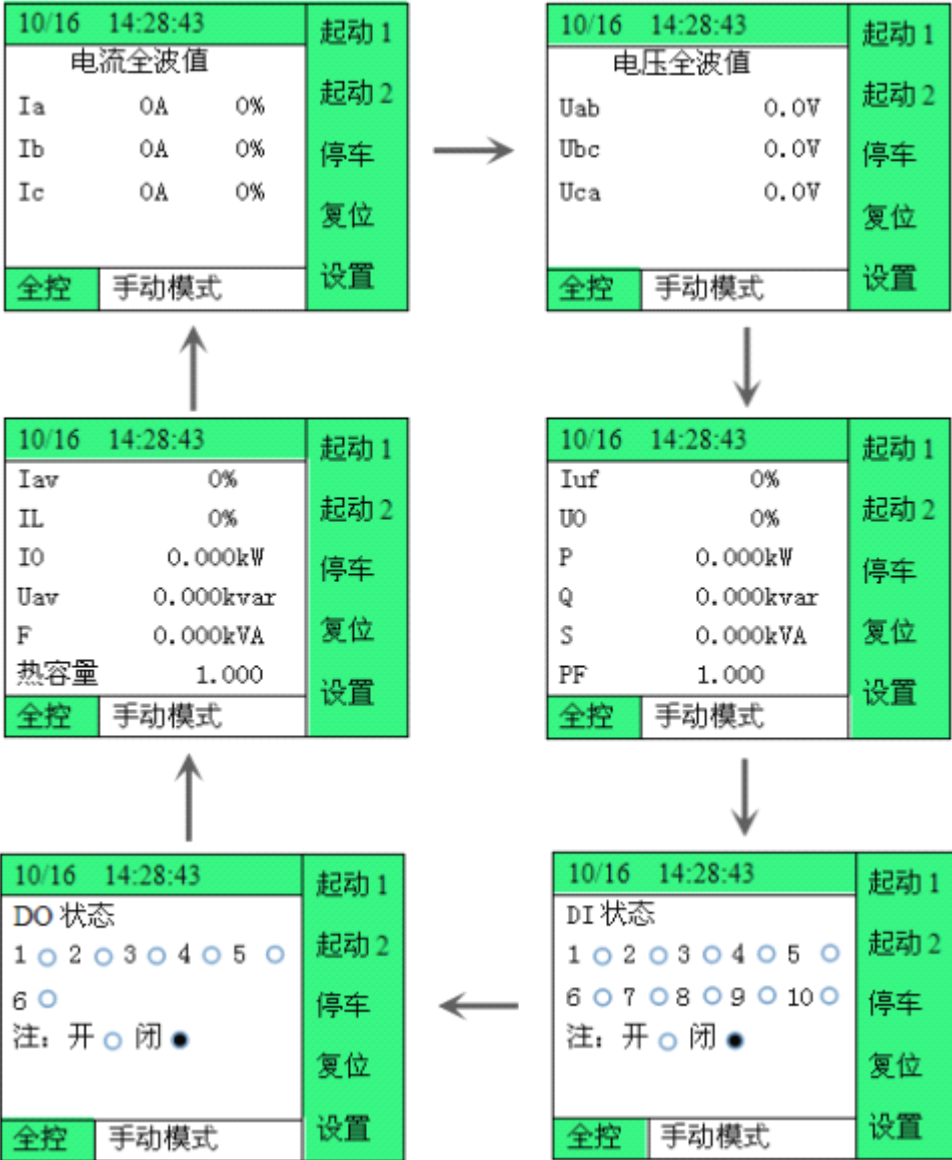 10/16 14:28:43
电流全波值
Ia 0A 0%
Ib 0A 0%
Ic 0A 0%
全控 手动模式
起动 1
起动 2
停车
复位
设置
10/16 14:28:43
电压全波值
Uab 0.0V
Ubc 0.0V
Uca 0.0V
全控 手动模式
起动 1
起动 2
停车
复位
设置
10/16 14:28:43
Iav 0%
IL 0%
IO 0.000kW
Uav 0.000kvar
F 0.000kVA
热容量 1.000
全控 手动模式
起动 1
起动 2
停车
复位
设置
10/16 14:28:43
Iuf 0%
UO 0%
P 0.000kW
Q 0.000kvar
S 0.000kVA
PF 1.000
全控 手动模式
起动 1
起动 2
停车
复位
设置
10/16 14:28:43
DO 状态
1 2 3 4 5
6
注：开 闭
全控 手动模式
起动 1
起动 2
停车
复位
设置
10/16 14:28:43
DI 状态
1 2 3 4 5
6 7 8 9 10
注：开 闭
全控 手动模式
起动 1
起动 2
停车
复位
设置